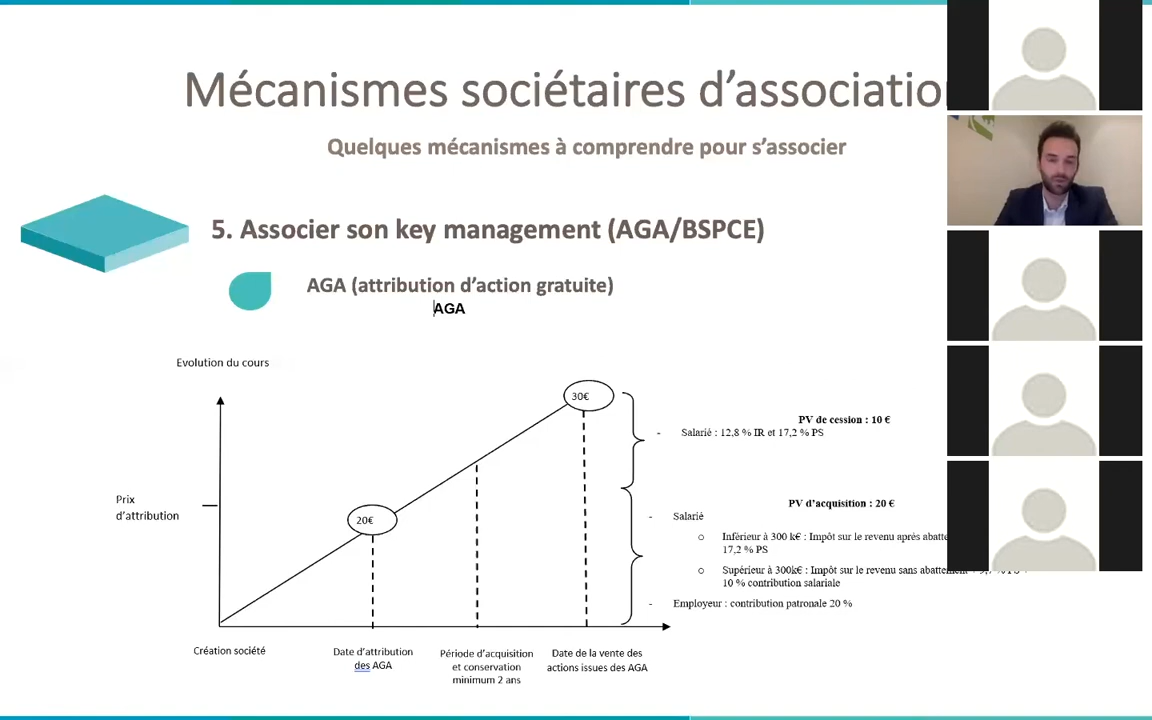 Mécanismes sociétaires d’association
Quelques mécanismes à comprendre pour s’associer
5. Associer son key management (AGA/BSPCE)
AGA (attribution d’action gratuite)
AGA
Evolution du cours
30€
PV de cession : 10 €
- Salarié : 12,8 % IR et 17,2 % PS
Prix
d’attribution
20€
PV d’acquisition : 20 €
- Salarié
o Inférieur à 300 k€ : Impôt sur le revenu après
17,2 % PS
o Supérieur à 300k€ : Impôt sur le revenu sans
10 % contribution salariale
- Employeur : contribution patronale 20 %
Création société
Date d’attribution
des AGA
Période d’acquisition
et conservation
minimum 2 ans
Date de la vente des
actions issues des AGA